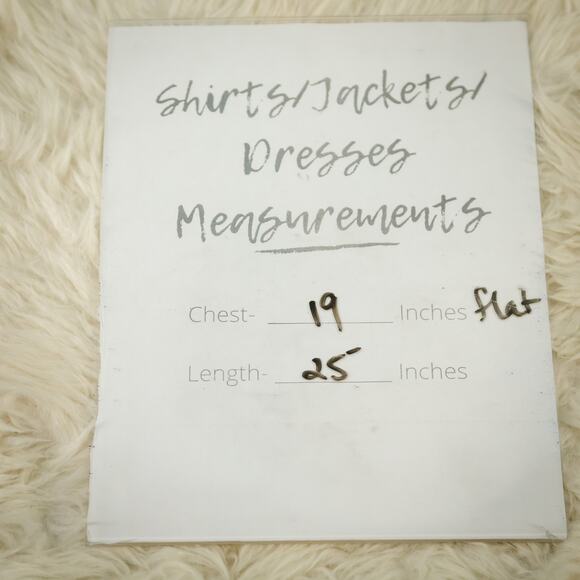 Shirts/Jackets/
Dresses
Measurements
Chest- 19 Inches flat
Length- 25 Inches